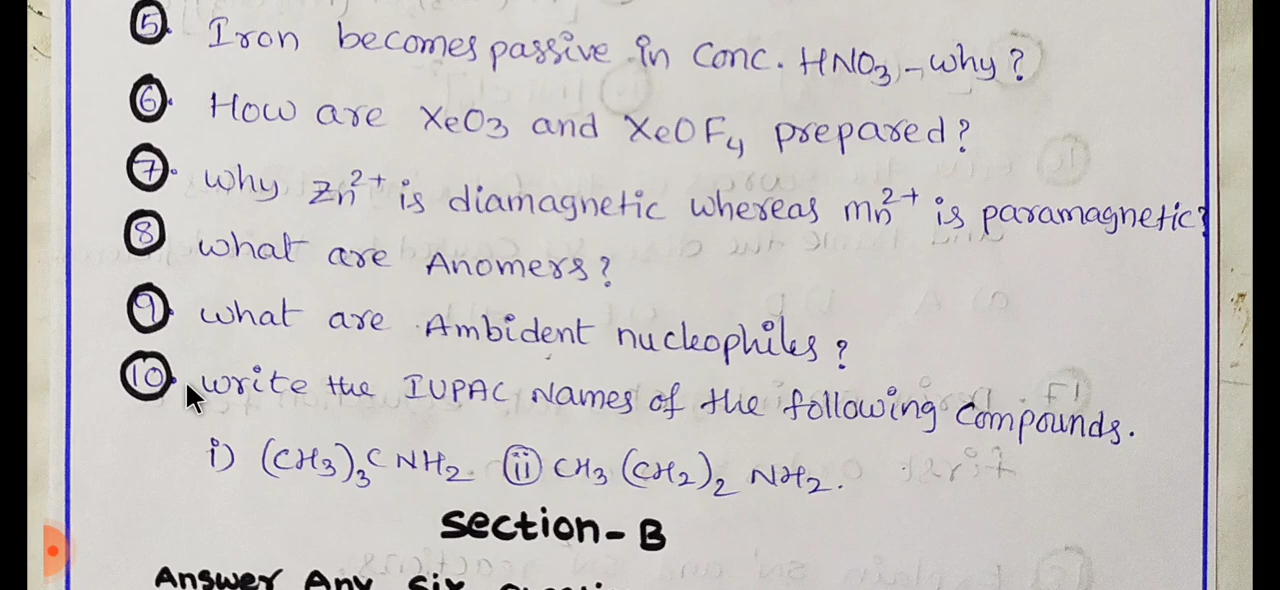 5. Iron becomes passive in Conc. HNO3 - why?
6. How are XeO3 and XeOF4 prepared?
7. why Zn2+ is diamagnetic whereas mn2+ is paramagnetic?
8 what are Anomers?
9. what are Ambident nucleophiles?
10. write the IUPAC Names of the following Compounds.
i) (CH3)3C NH2. ii CH3 (CH2)2 NH2.
Section - B
Answer Any six